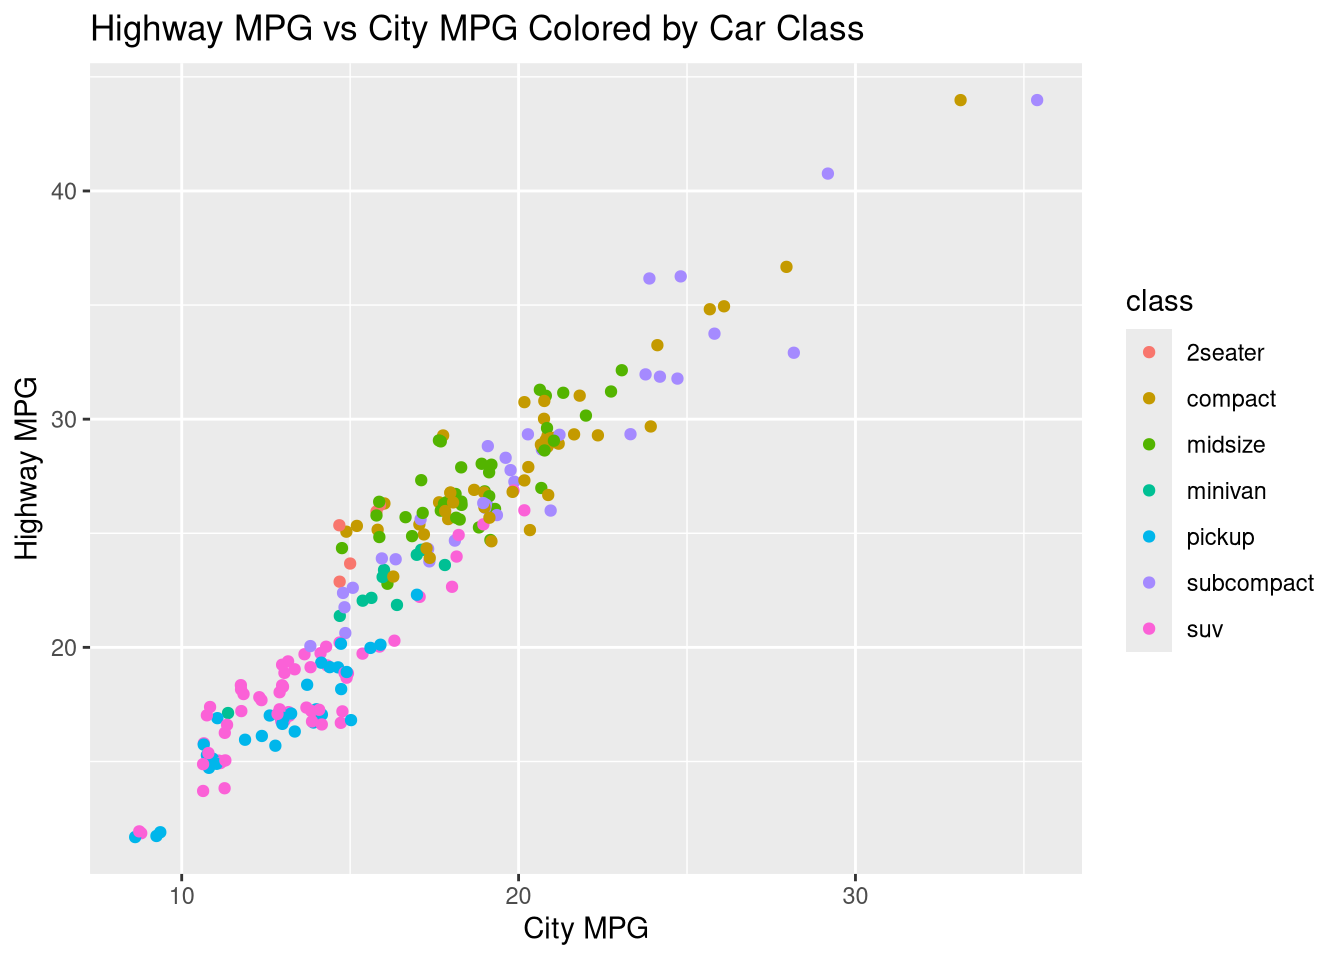 Highway MPG vs City MPG Colored by Car Class
40
30
20
Highway MPG
10
20
30
City MPG
class
2seater
compact
midsize
minivan
pickup
subcompact
suv